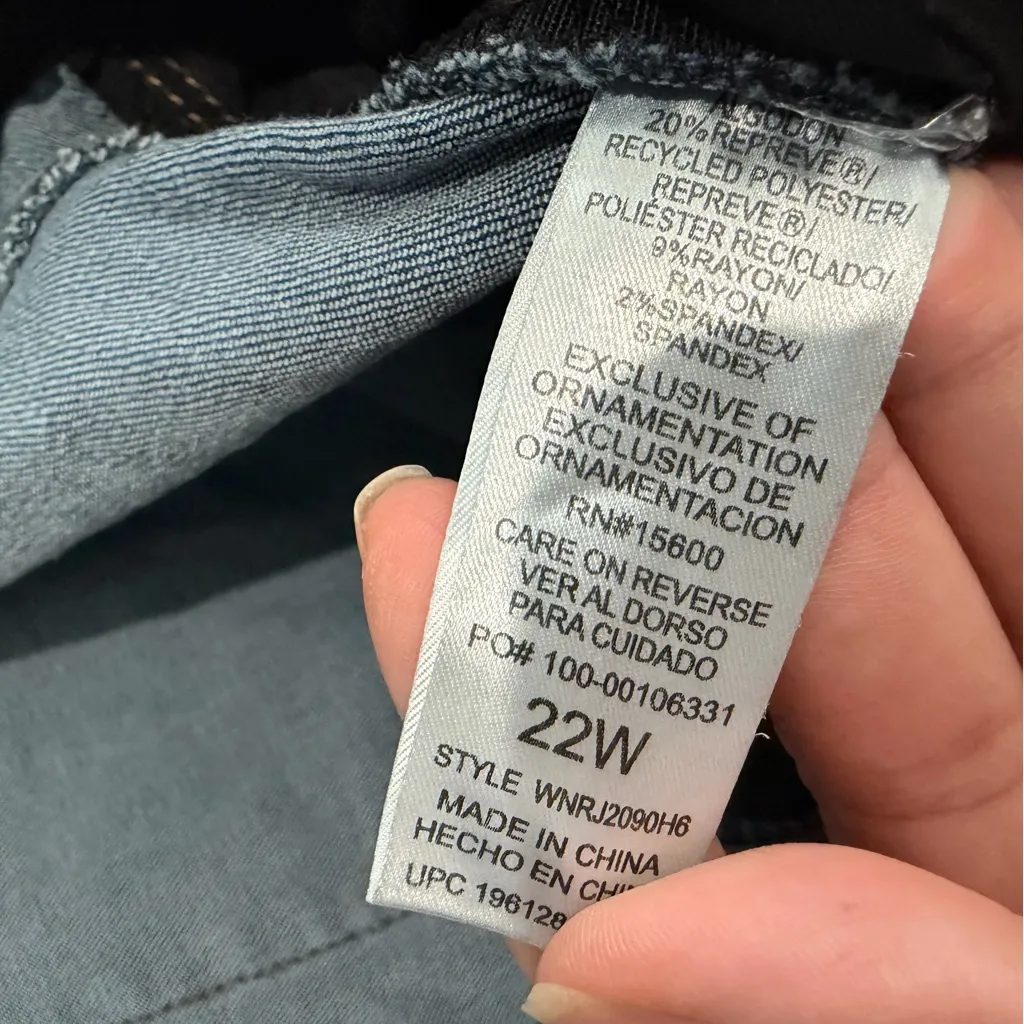 ALGODON
20%REPREVE®/
RECYCLED POLYESTER/
REPREVE®/
POLIÉSTER RECICLADO/
9%RAYON/
RAYON
2%SPANDEX/
SPANDEX
EXCLUSIVE OF
ORNAMENTATION
EXCLUSIVO DE
ORNAMENTACION
RN#15600
CARE ON REVERSE
VER AL DORSO
PARA CUIDADO
PO# 100-00106331
22W
STYLE WNRJ2090H6
MADE IN CHINA
HECHO EN
UPC 196128